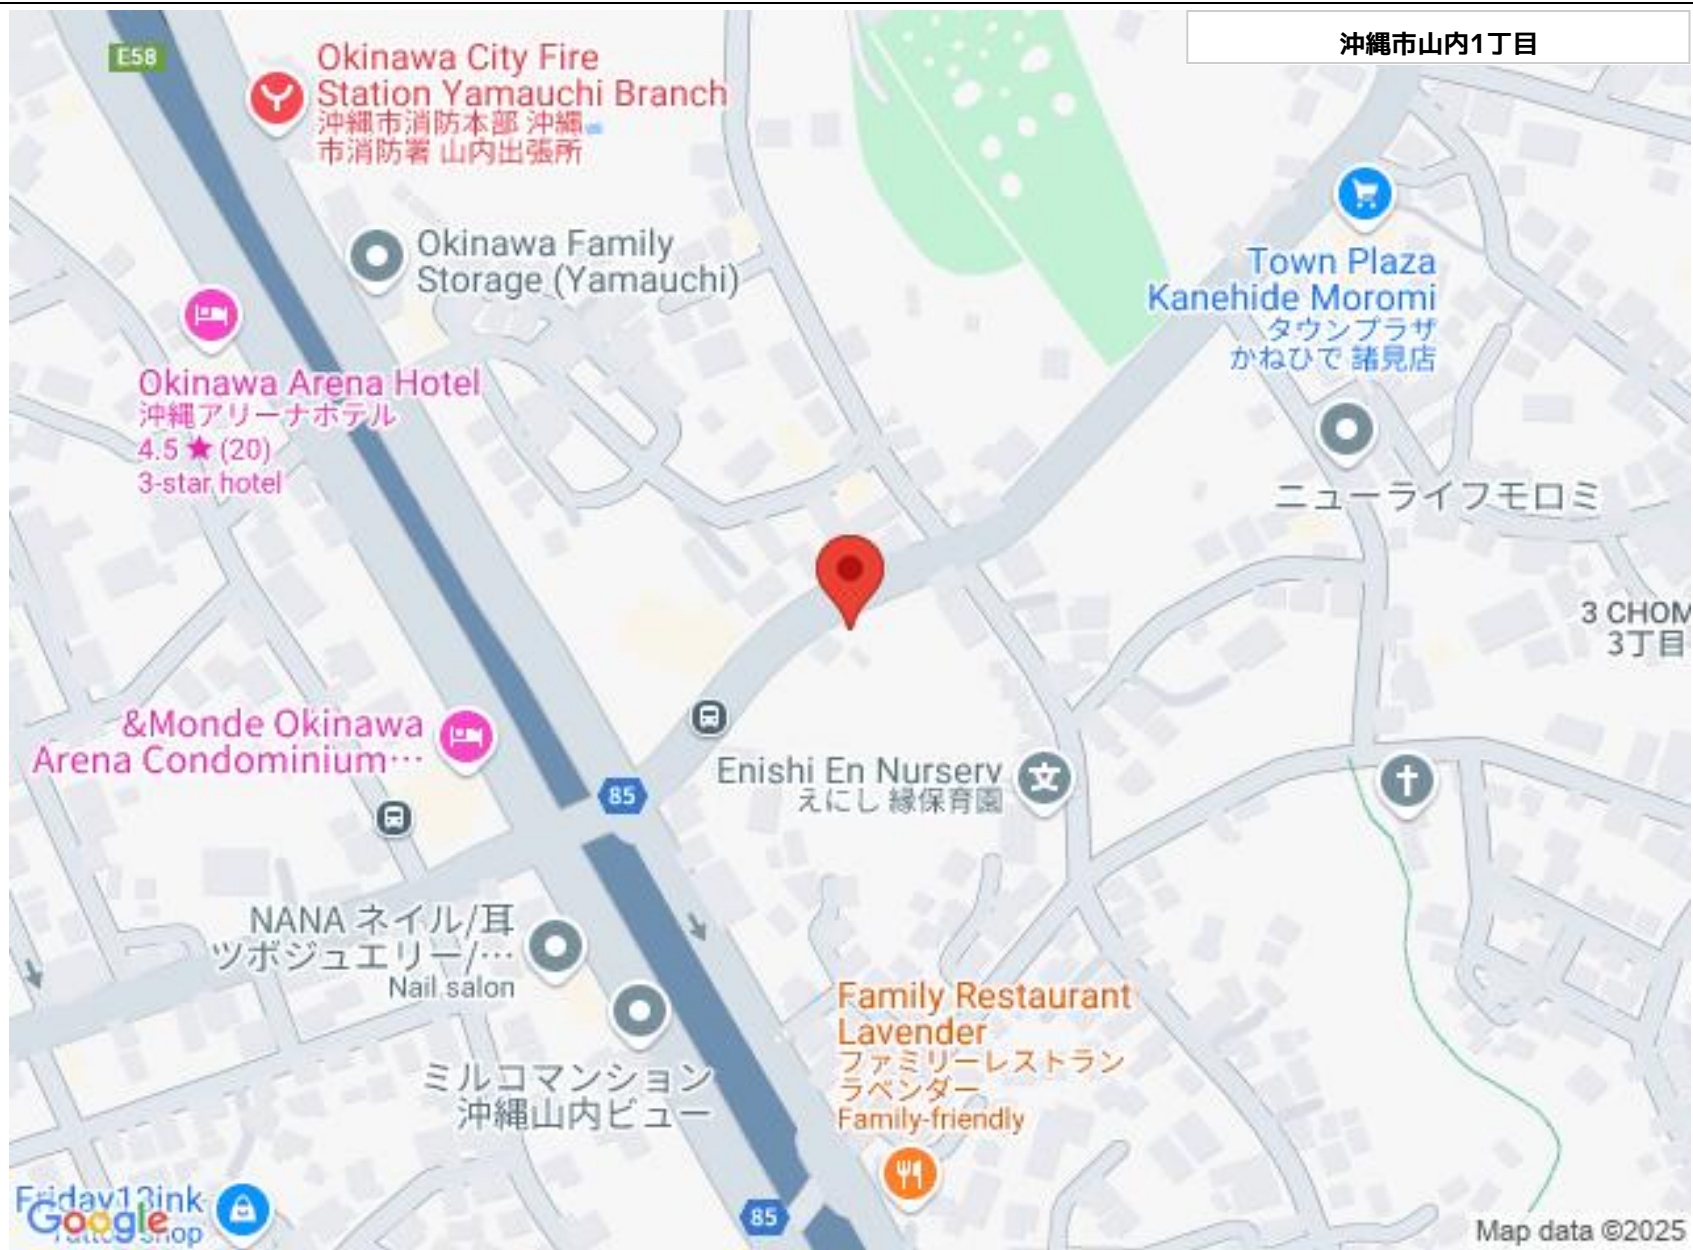 沖縄市山内1丁目
E58
Okinawa City Fire
Station Yamauchi Branch
沖縄市消防本部 沖縄
市消防署 山内出張所
Okinawa Family
Storage (Yamauchi)
Town Plaza
Kanehide Moromi
タウンプラザ
かねひで 諸見店
Okinawa Arena Hotel
沖縄アリーナホテル
4.5 ★ (20)
3-star hotel
ニューライフモロミ
3 CHOM
3丁目
&Monde Okinawa
Arena Condominium…
85
Enishi En Nursery
えにし 縁保育園
NANA ネイル/耳
ツボジュエリー/…
Nail salon
ミルコマンション
沖縄山内ビュー
Family Restaurant
Lavender
ファミリーレストラン
ラベンダー
Family-friendly
Friday13ink
Google
shop
85
Map data ©2025